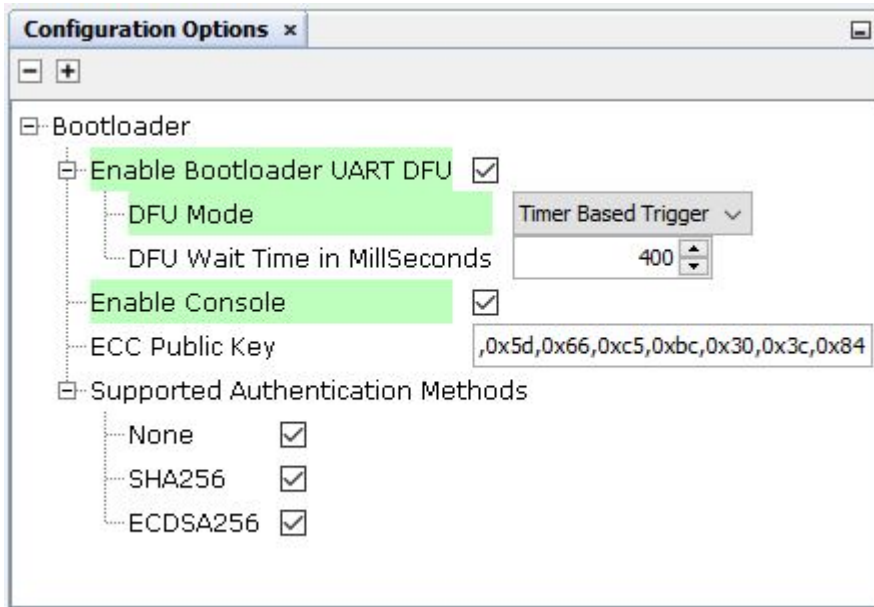 Configuration Options
Bootloader
Enable Bootloader UART DFU
DFU Mode Timer Based Trigger
DFU Wait Time in MillSeconds 400
Enable Console
ECC Public Key ,0x5d,0x66,0xc5,0xbc,0x30,0x3c,0x84
Supported Authentication Methods
None
SHA256
ECDSA256